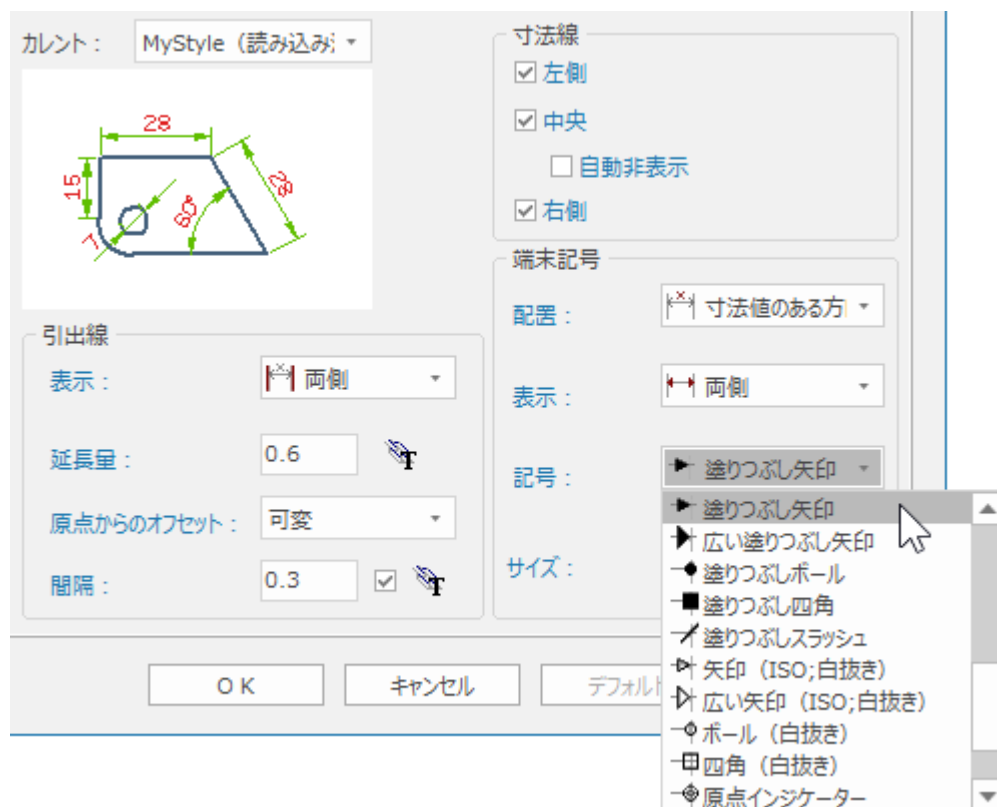 カレント：
MyStyle（読み込み済
28
15
28
80°
7
引出線
表示：
両側
延長量：
0.6
原点からのオフセット：
可変
間隔：
0.3
寸法線
左側
中央
自動非表示
右側
端末記号
配置：
寸法値のある方
表示：
両側
記号：
塗りつぶし矢印
サイズ：
塗りつぶし矢印
広い塗りつぶし矢印
塗りつぶしボール
塗りつぶし四角
塗りつぶしスラッシュ
矢印（ISO;白抜き）
広い矢印（ISO;白抜き）
ボール（白抜き）
四角（白抜き）
原点インジケーター
ＯＫ
キャンセル
デフォル